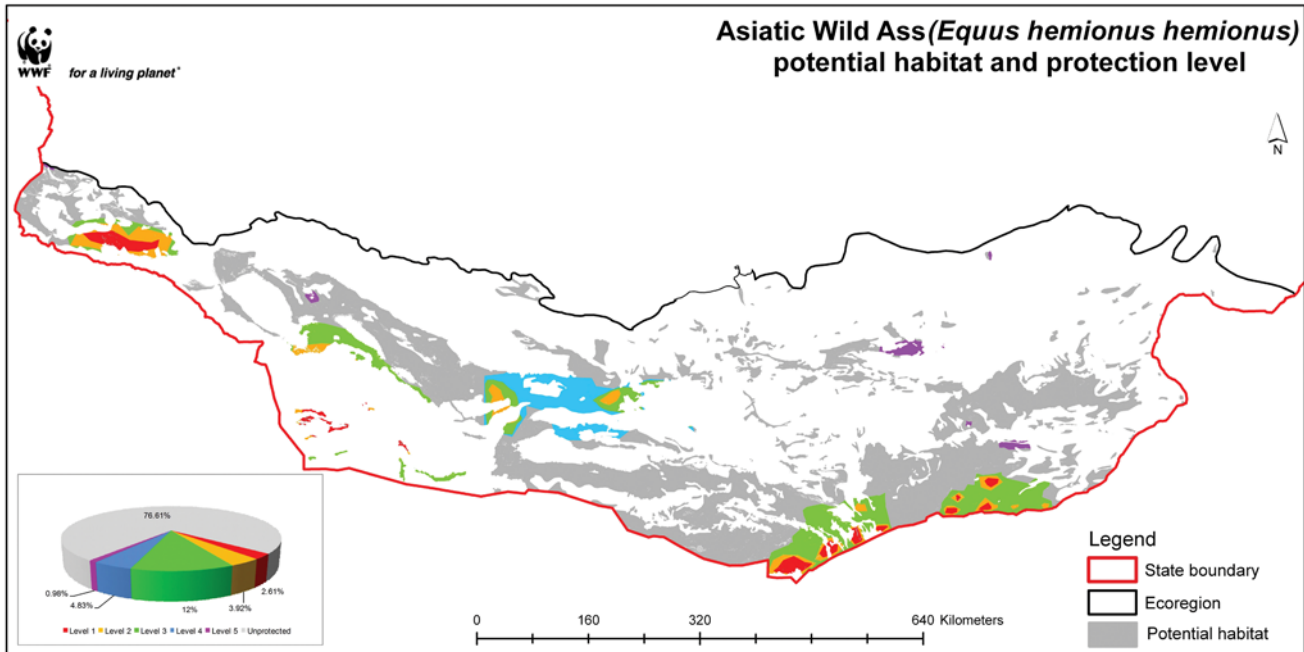 Asiatic Wild Ass(Equus hemionus hemionus)
potential habitat and protection level
WWF
for a living planet®
N
76.61%
0.98%
4.83%
12%
3.92%
2.61%
Level 1 Level 2 Level 3 Level 4 Level 5 Unprotected
0 160 320 640 Kilometers
Legend
State boundary
Ecoregion
Potential habitat